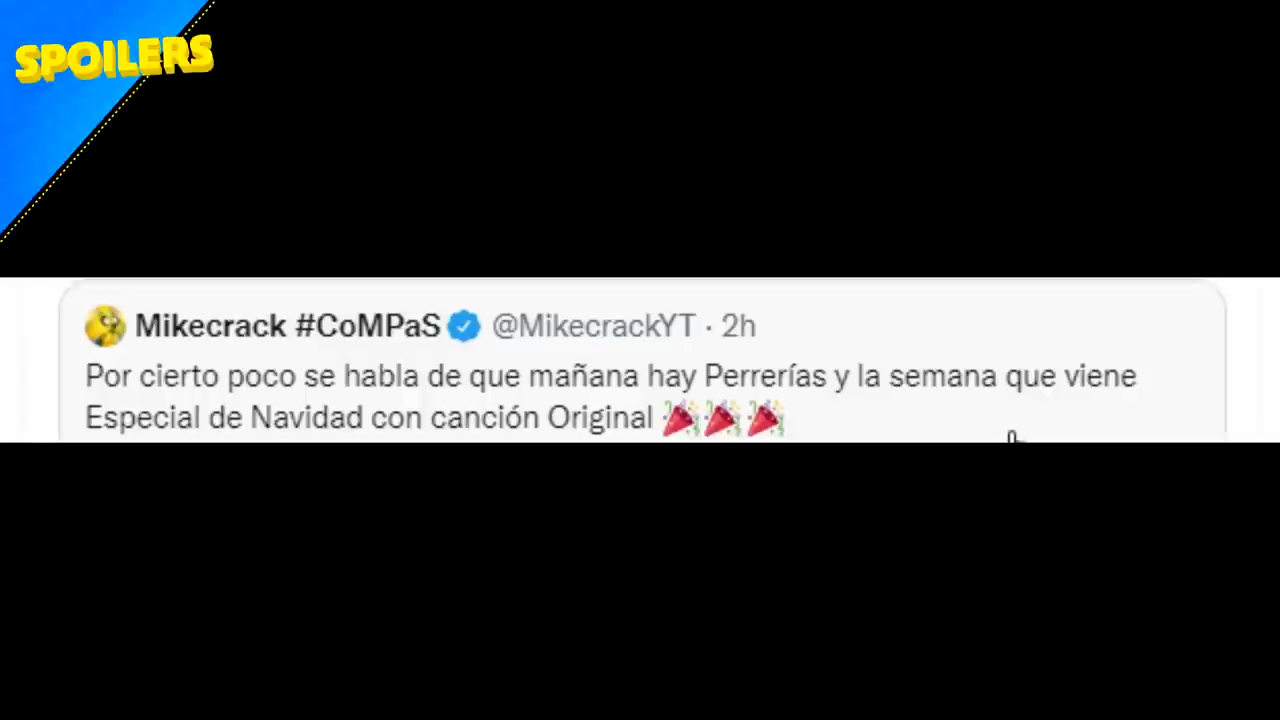 SPOILERS
Mikecrack #CoMPaS @MikecrackYT · 2h
Por cierto poco se habla de que mañana hay Perrerías y la semana que viene
Especial de Navidad con canción Original 🎉🎉🎉